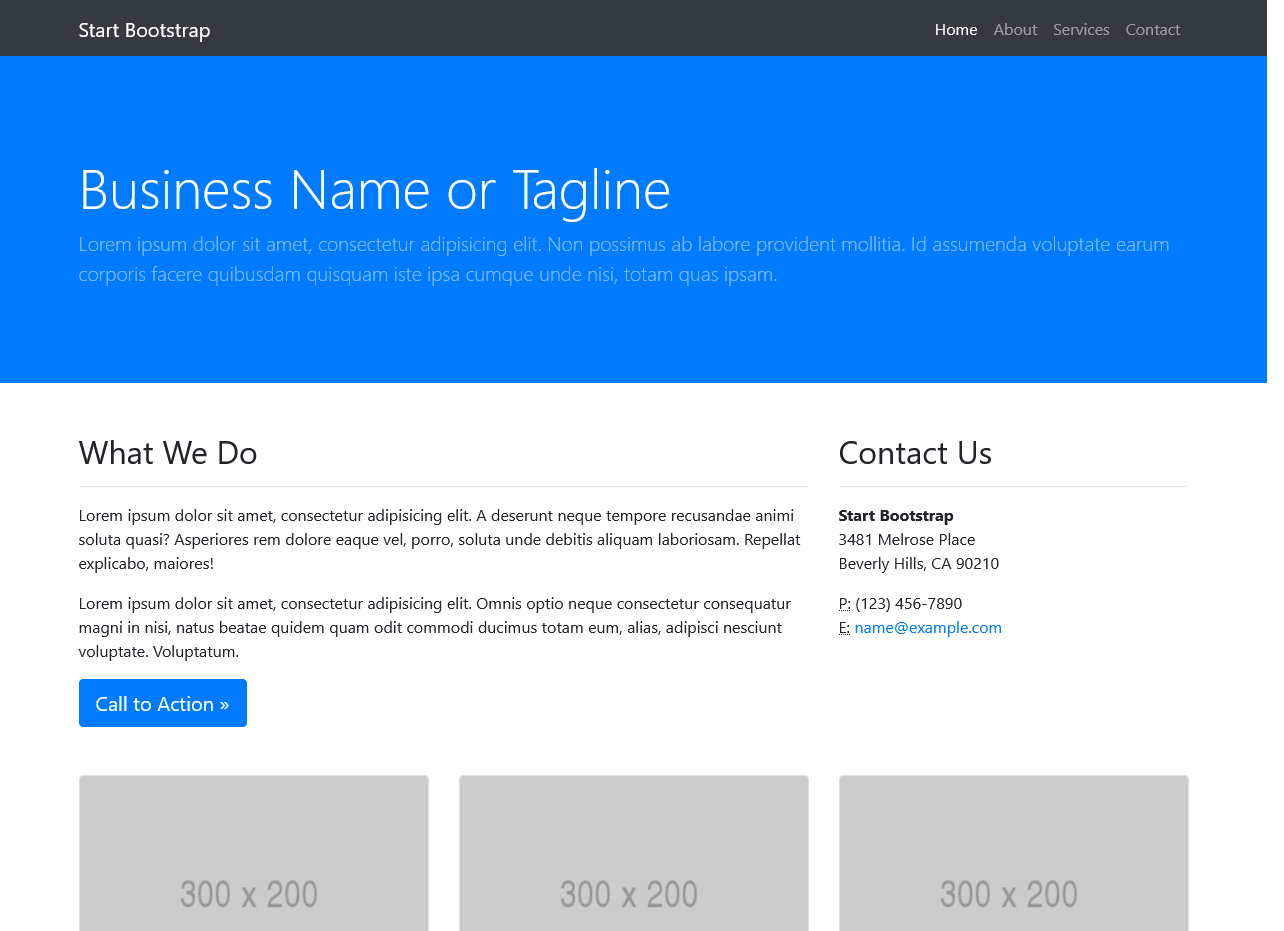 Start Bootstrap
Home About Services Contact
Business Name or Tagline
Lorem ipsum dolor sit amet, consectetur adipisicing elit. Non possimus ab labore provident mollitia. Id assumenda voluptate earum
corporis facere quibusdam quisquam iste ipsa cumque unde nisi, totam quas ipsam.
What We Do
Lorem ipsum dolor sit amet, consectetur adipisicing elit. A deserunt neque tempore recusandae animi
soluta quasi? Asperiores rem dolore eaque vel, porro, soluta unde debitis aliquam laboriosam. Repellat
explicabo, maiores!
Lorem ipsum dolor sit amet, consectetur adipisicing elit. Omnis optio neque consectetur consequatur
magni in nisi, natus beatae quidem quam odit commodi ducimus totam eum, alias, adipisci nesciunt
voluptate. Voluptatum.
Call to Action »
Contact Us
Start Bootstrap
3481 Melrose Place
Beverly Hills, CA 90210
P: (123) 456-7890
E: name@example.com
300 x 200
300 x 200
300 x 200